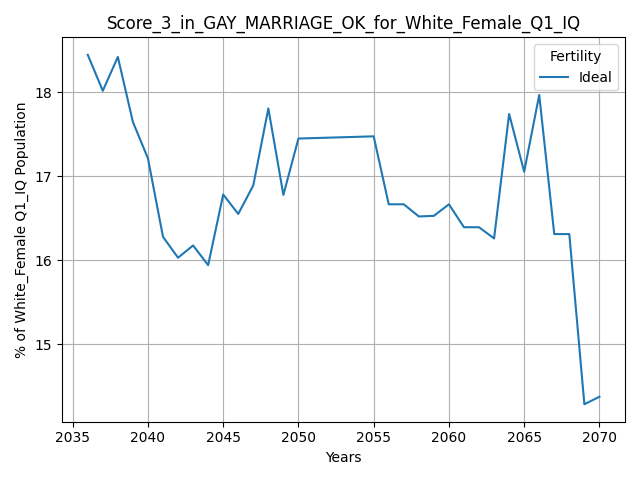 Score_3_in_GAY_MARRIAGE_OK_for_White_Female_Q1_IQ
Fertility
Ideal
% of White_Female Q1_IQ Population
18
17
16
15
2035 2040 2045 2050 2055 2060 2065 2070
Years